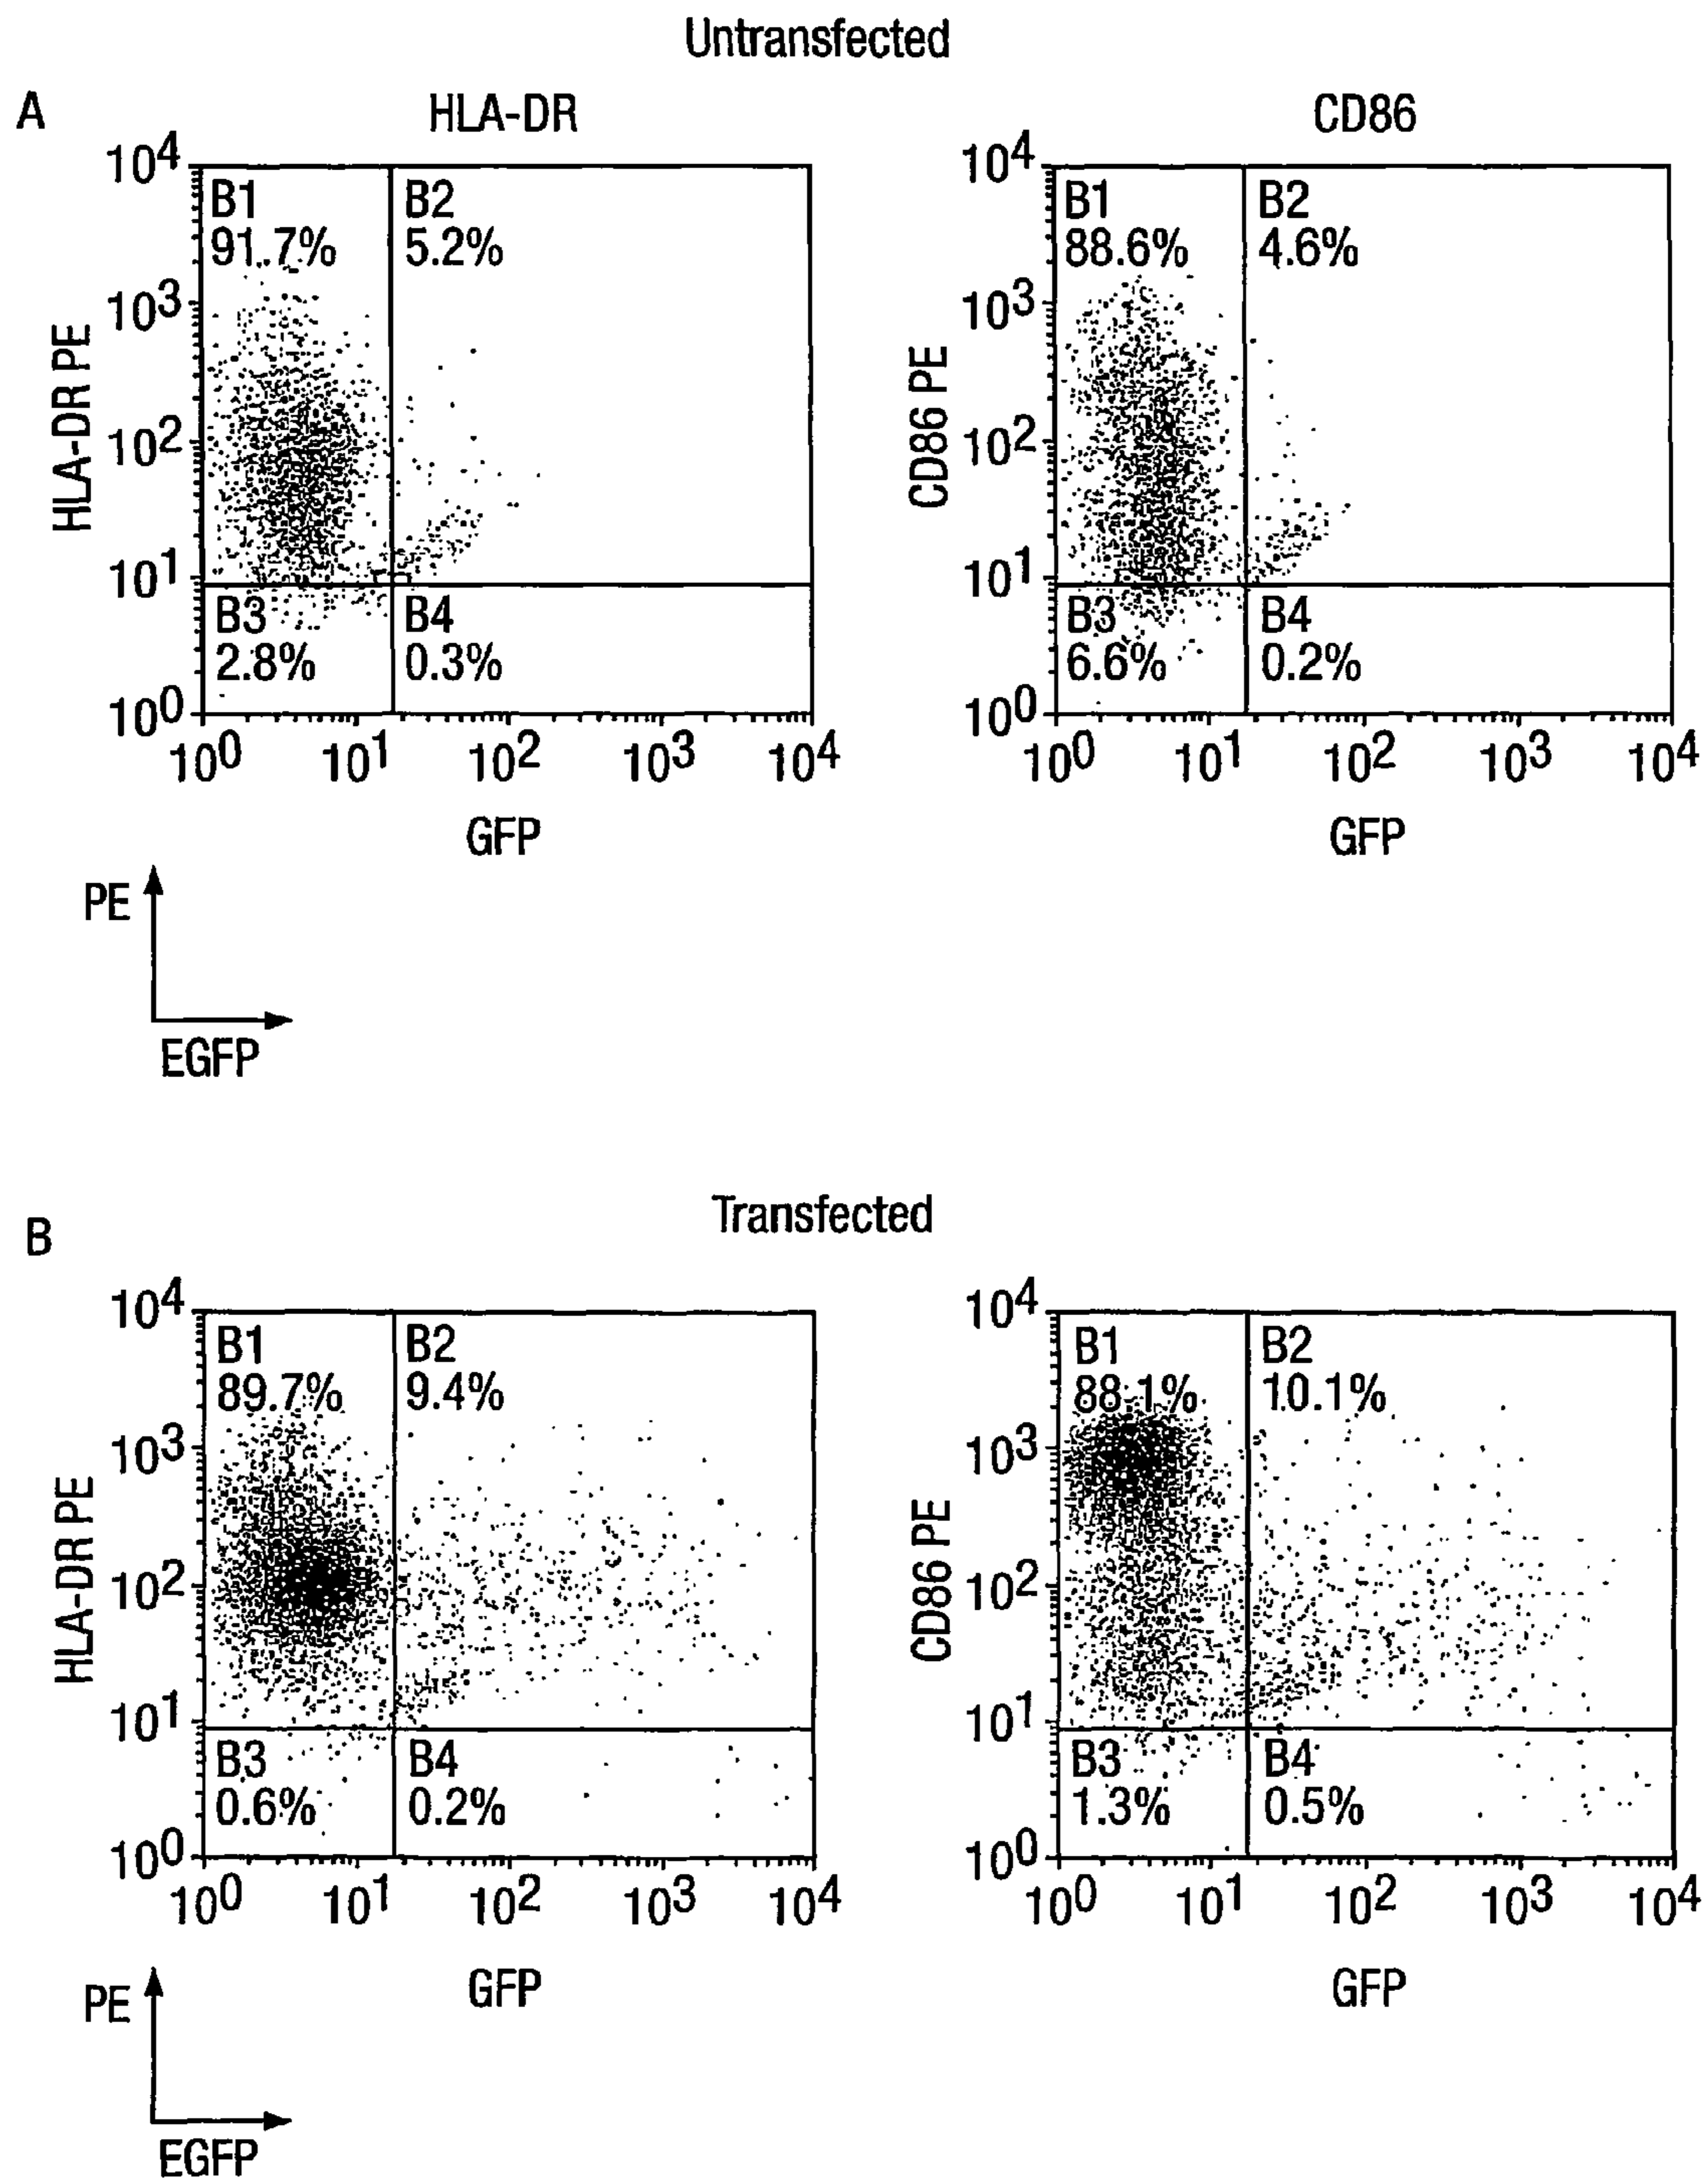 Untransfected
A
HLA-DR
CD86
10^4
B1
91.7%
B2
5.2%
10^3
10^2
10^1
B3
2.8%
B4
0.3%
10^0
HLA-DR PE
10^0 10^1 10^2 10^3 10^4
GFP
10^4
B1
88.6%
B2
4.6%
10^3
10^2
10^1
B3
6.6%
B4
0.2%
10^0
CD86 PE
10^0 10^1 10^2 10^3 10^4
GFP
PE
EGFP
Transfected
B
10^4
B1
89.7%
B2
9.4%
10^3
10^2
10^1
B3
0.6%
B4
0.2%
10^0
HLA-DR PE
10^0 10^1 10^2 10^3 10^4
GFP
10^4
B1
88.1%
B2
10.1%
10^3
10^2
10^1
B3
1.3%
B4
0.5%
10^0
CD86 PE
10^0 10^1 10^2 10^3 10^4
GFP
PE
EGFP